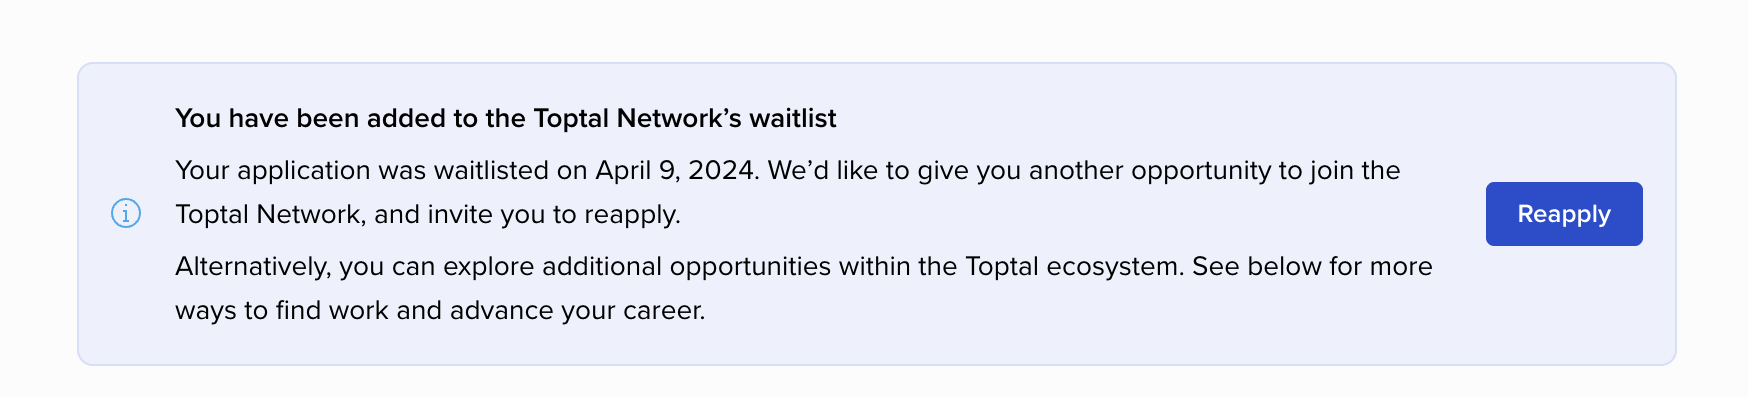 You have been added to the Toptal Network’s waitlist
Your application was waitlisted on April 9, 2024. We’d like to give you another opportunity to join the
Toptal Network, and invite you to reapply.
Alternatively, you can explore additional opportunities within the Toptal ecosystem. See below for more
ways to find work and advance your career.
Reapply